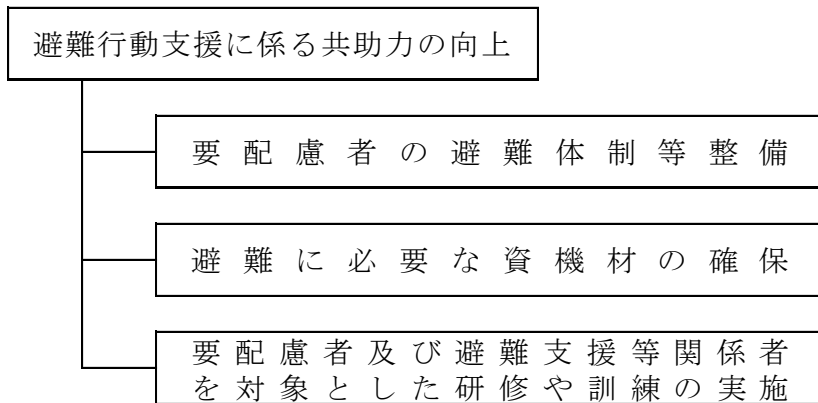 避難行動支援に係る共助力の向上
要配慮者の避難体制等整備
避難に必要な資機材の確保
要配慮者及び避難支援等関係者
を対象とした研修や訓練の実施